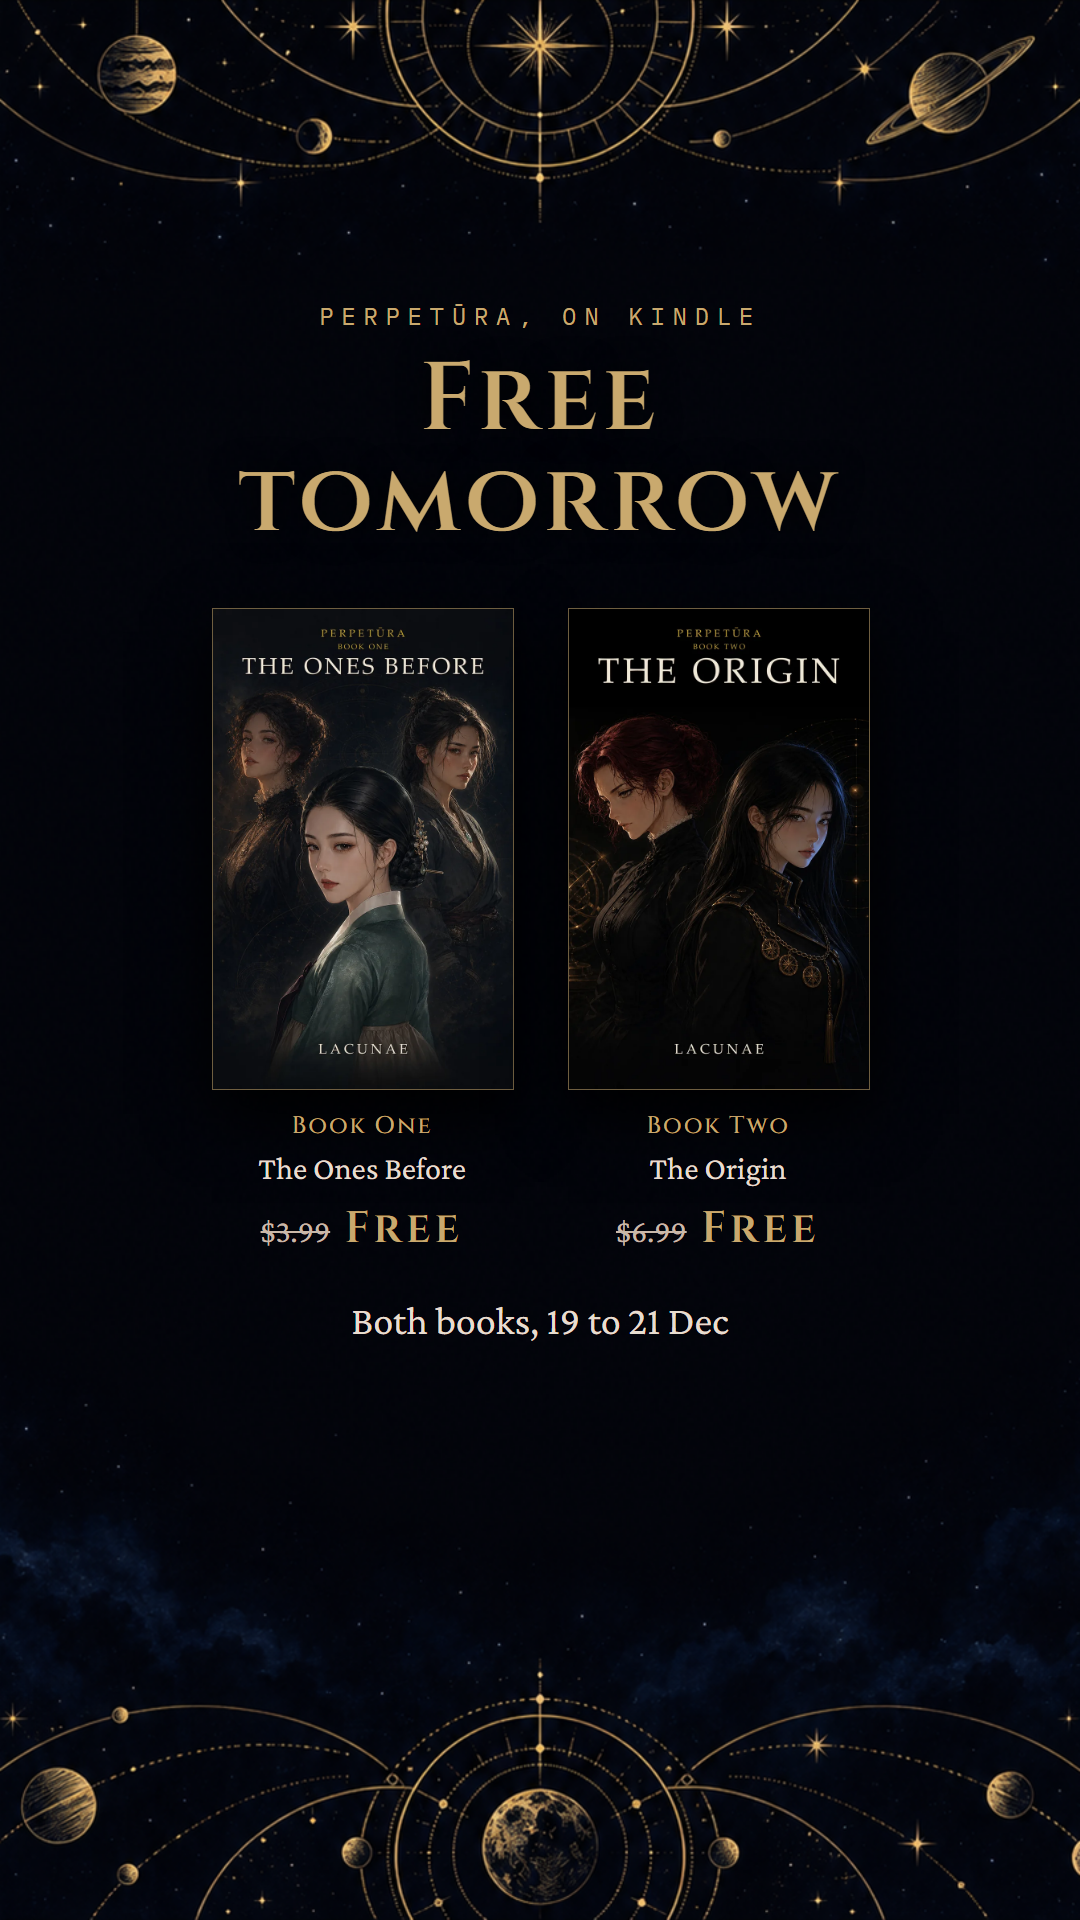 PERPETŪRA, ON KINDLE
FREE
TOMORROW
PERPETŪRA
BOOK ONE
THE ONES BEFORE
LACUNAE
PERPETŪRA
BOOK TWO
THE ORIGIN
LACUNAE
BOOK ONE
The Ones Before
$3.99 FREE
BOOK TWO
The Origin
$6.99 FREE
Both books, 19 to 21 Dec